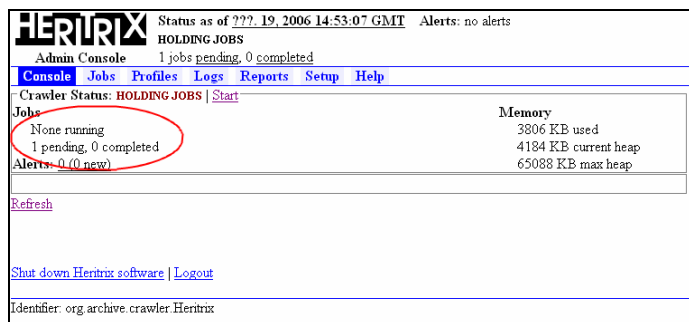 HERITRIX
Status as of ???. 19, 2006 14:53:07 GMT Alerts: no alerts
HOLDING JOBS
Admin Console 1 jobs pending, 0 completed
Console Jobs Profiles Logs Reports Setup Help
Crawler Status: HOLDING JOBS | Start
Jobs Memory
None running 3806 KB used
1 pending, 0 completed 4184 KB current heap
Alerts: 0 (0 new) 65088 KB max heap
Refresh
Shut down Heritrix software | Logout
Identifier: org.archive.crawler.Heritrix